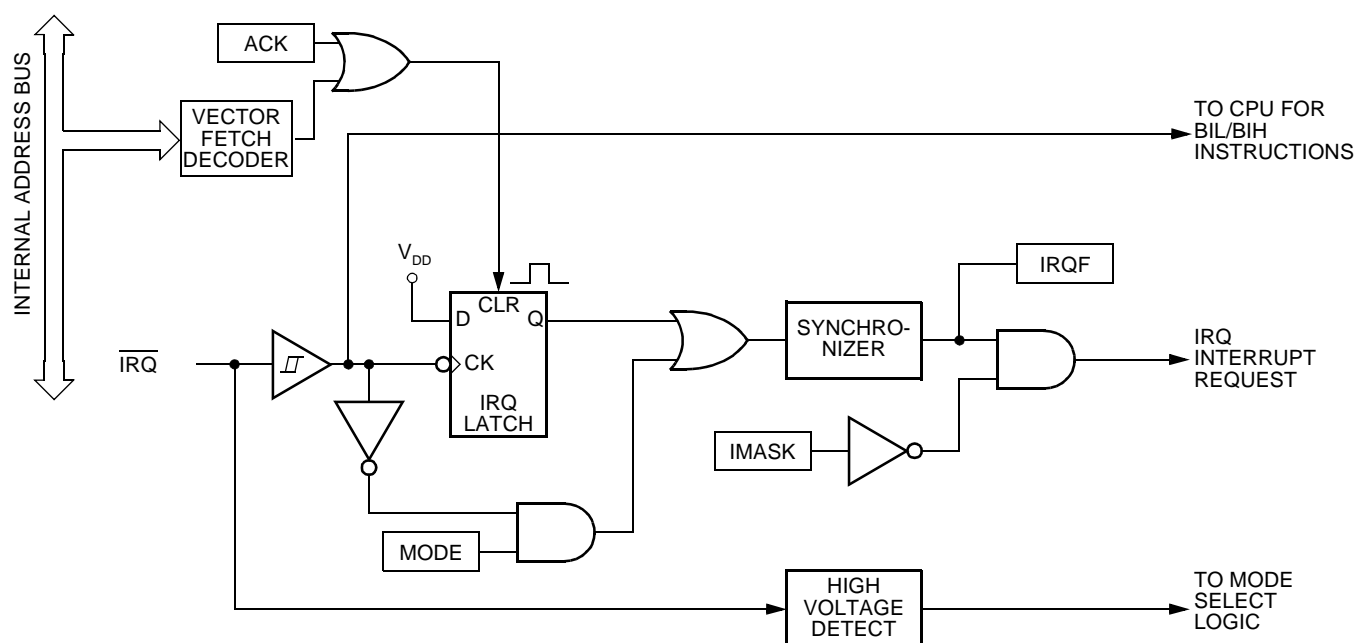 INTERNAL ADDRESS BUS
ACK
VECTOR
FETCH
DECODER
TO CPU FOR
BIL/BIH
INSTRUCTIONS
VDD
CLR
D
Q
CK
IRQ
LATCH
IRQ
SYNCHRO-
NIZER
IRQF
IRQ
INTERRUPT
REQUEST
IMASK
MODE
HIGH
VOLTAGE
DETECT
TO MODE
SELECT
LOGIC